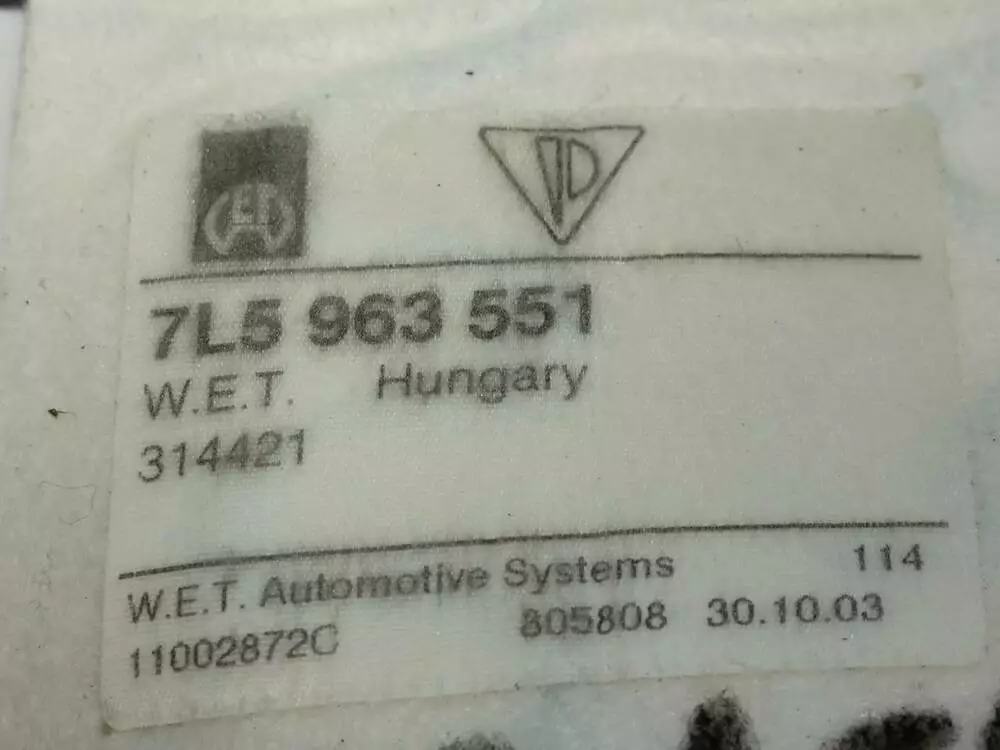 7L5 963 551
W.E.T. Hungary
314421
W.E.T. Automotive Systems 114
11002872C 805808 30.10.03